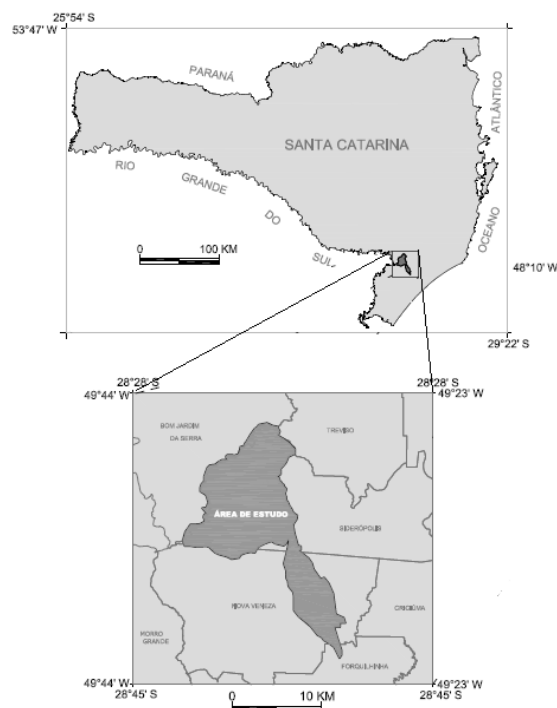 25°54' S
53°47' W
PARANÁ
ATLÂNTICO
SANTA CATARINA
RIO
GRANDE
DO
SUL
OCEANO
0 100 KM
48°10' W
29°22' S
28°28' S 28°28' S
49°44' W 49°23' W
BOM JARDIM
DA SERRA
TREVISO
ÁREA DE ESTUDO
SIDERÓPOLIS
NOVA VENEZA
CRICIÚMA
MORRO
GRANDE
FORQUILHINHA
49°44' W 49°23' W
28°45' S 28°45' S
0 10 KM